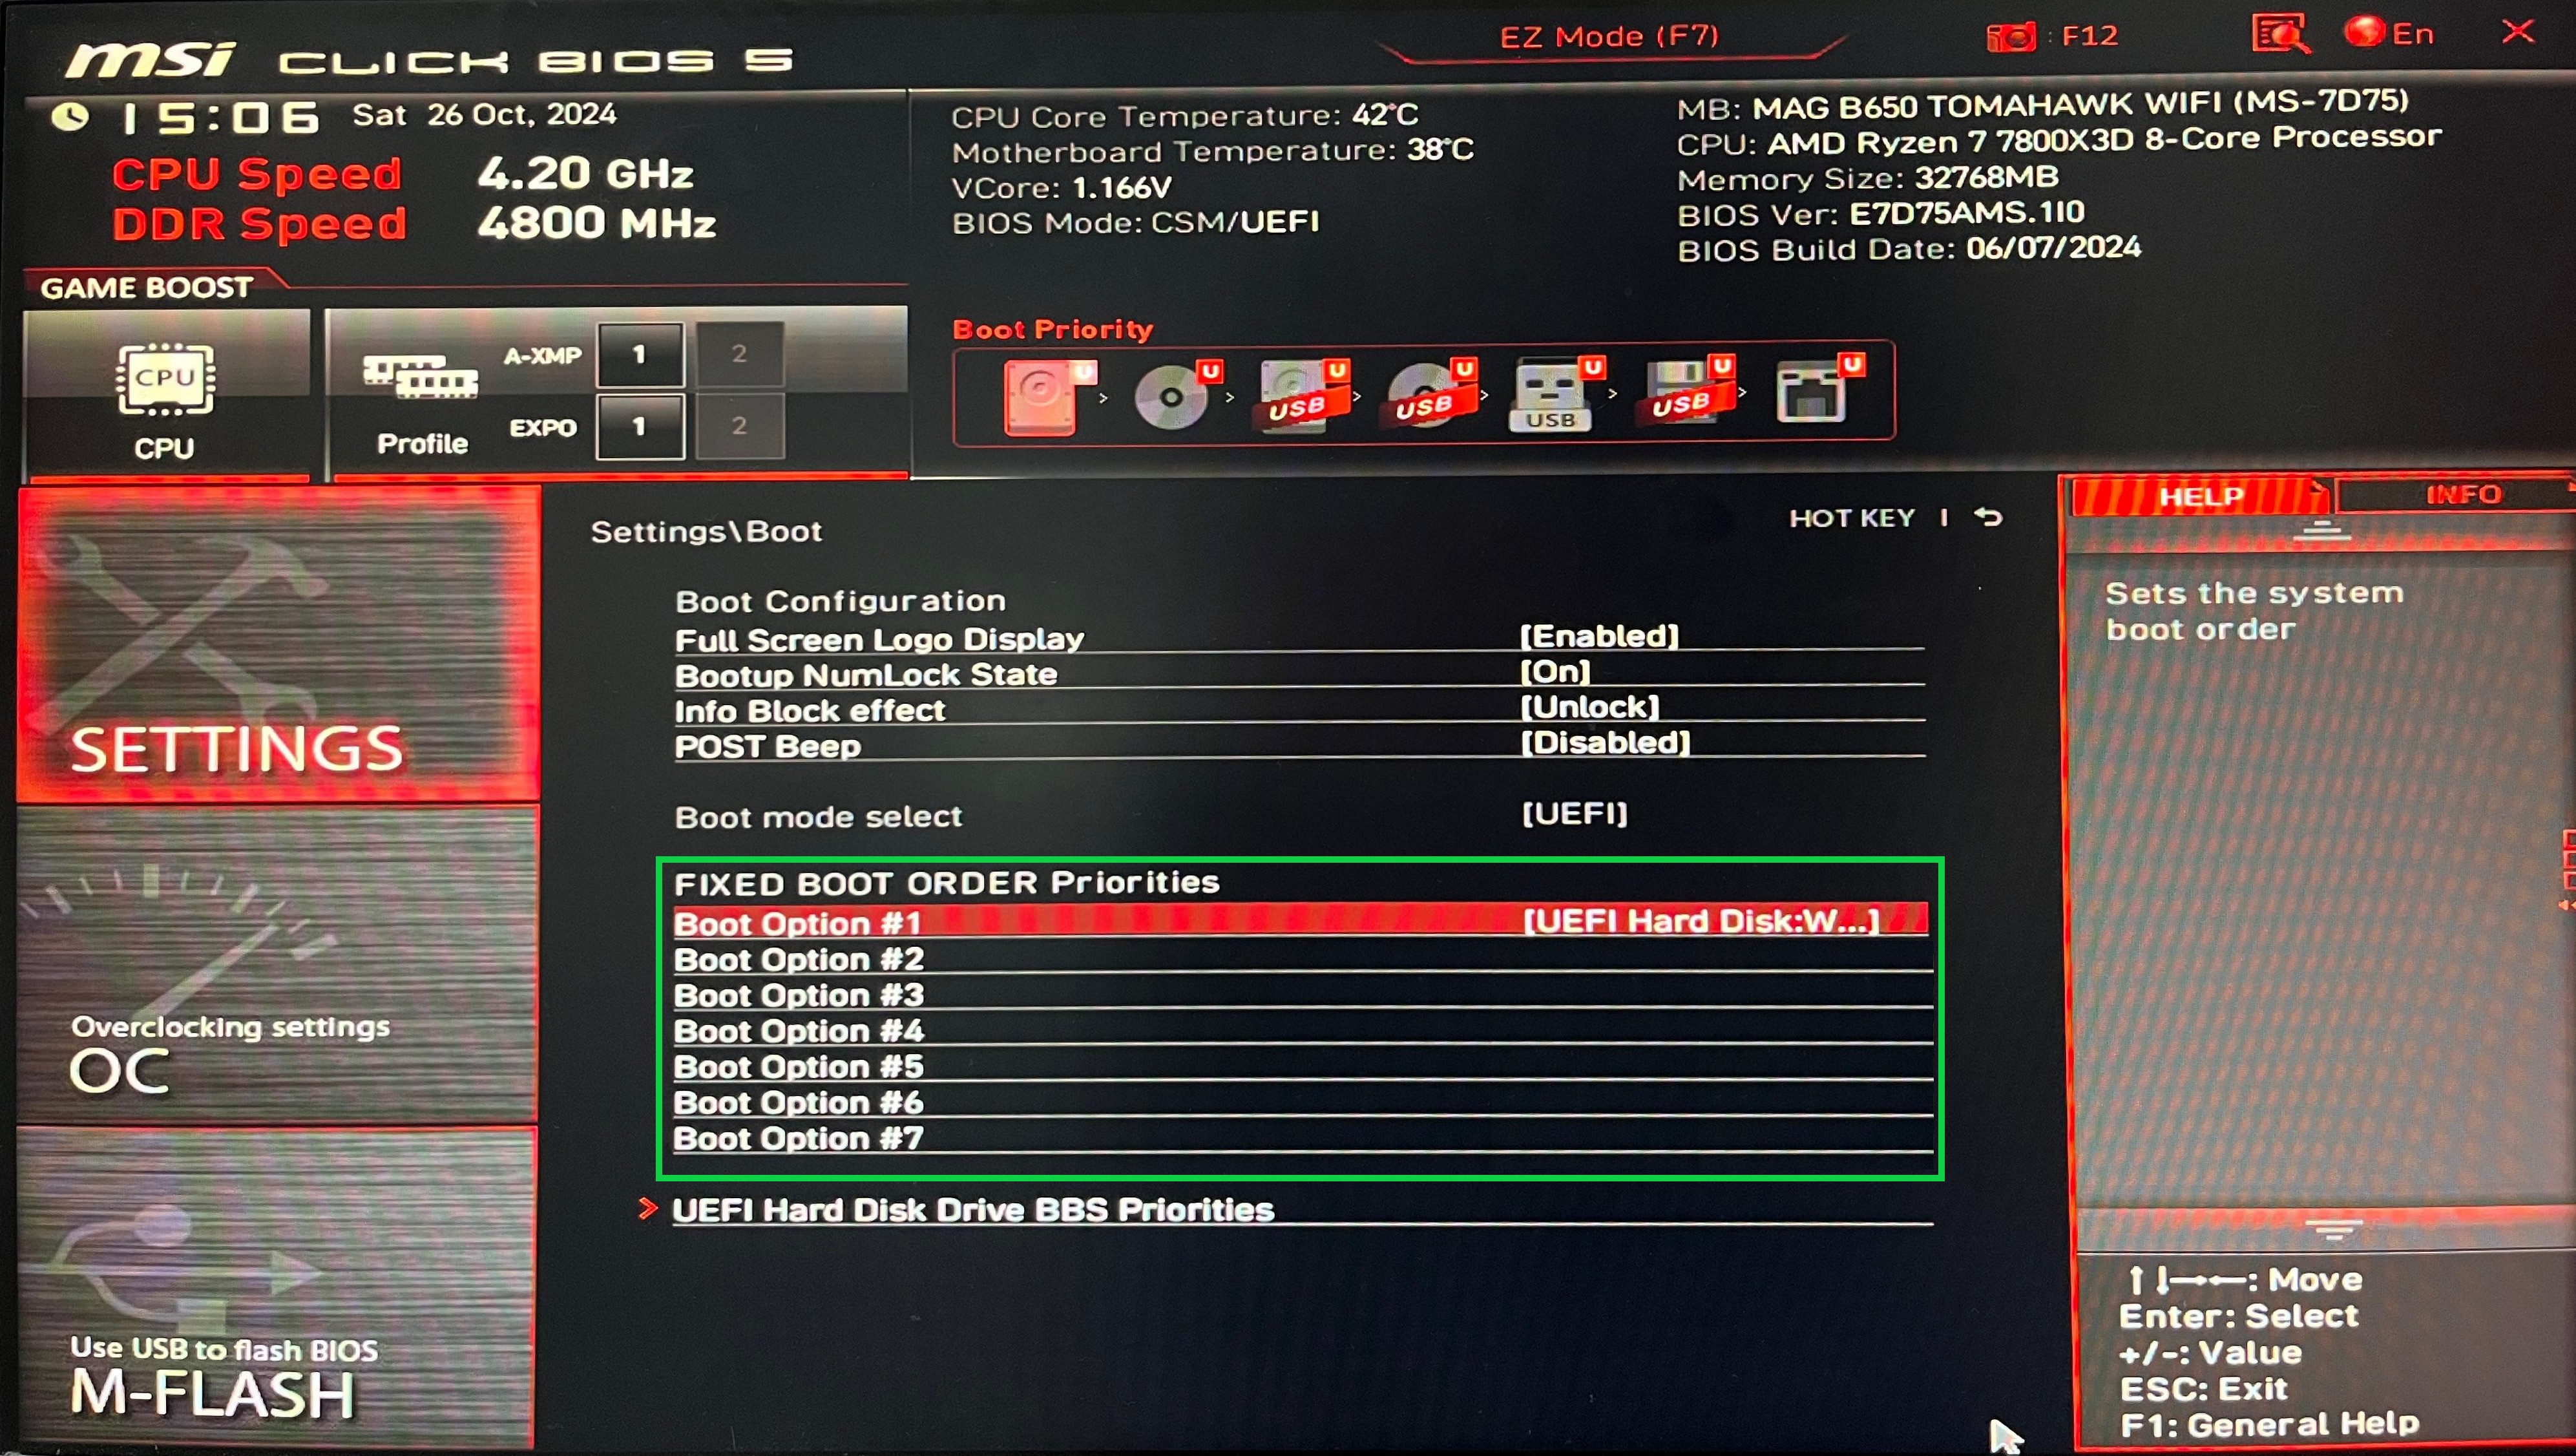 msi CLICK BIOS 5
EZ Mode (F7)
: F12
En
X
15:06 Sat 26 Oct, 2024
CPU Speed 4.20 GHz
DDR Speed 4800 MHz
CPU Core Temperature: 42°C
Motherboard Temperature: 38°C
VCore: 1.166V
BIOS Mode: CSM/UEFI
MB: MAG B650 TOMAHAWK WIFI (MS-7D75)
CPU: AMD Ryzen 7 7800X3D 8-Core Processor
Memory Size: 32768MB
BIOS Ver: E7D75AMS.1I0
BIOS Build Date: 06/07/2024
GAME BOOST
CPU
CPU
Profile
A-XMP 1 2
EXPO 1 2
Boot Priority
U > U > U USB > U USB > U USB > U USB > U
SETTINGS
Overclocking settings
OC
Use USB to flash BIOS
M-FLASH
Settings\Boot
HOT KEY |
Boot Configuration
Full Screen Logo Display [Enabled]
Bootup NumLock State [On]
Info Block effect [Unlock]
POST Beep [Disabled]
Boot mode select [UEFI]
FIXED BOOT ORDER Priorities
Boot Option #1 [UEFI Hard Disk:W...]
Boot Option #2
Boot Option #3
Boot Option #4
Boot Option #5
Boot Option #6
Boot Option #7
> UEFI Hard Disk Drive BBS Priorities
HELP
INFO
Sets the system
boot order
↑↓→←: Move
Enter: Select
+/-: Value
ESC: Exit
F1: General Help